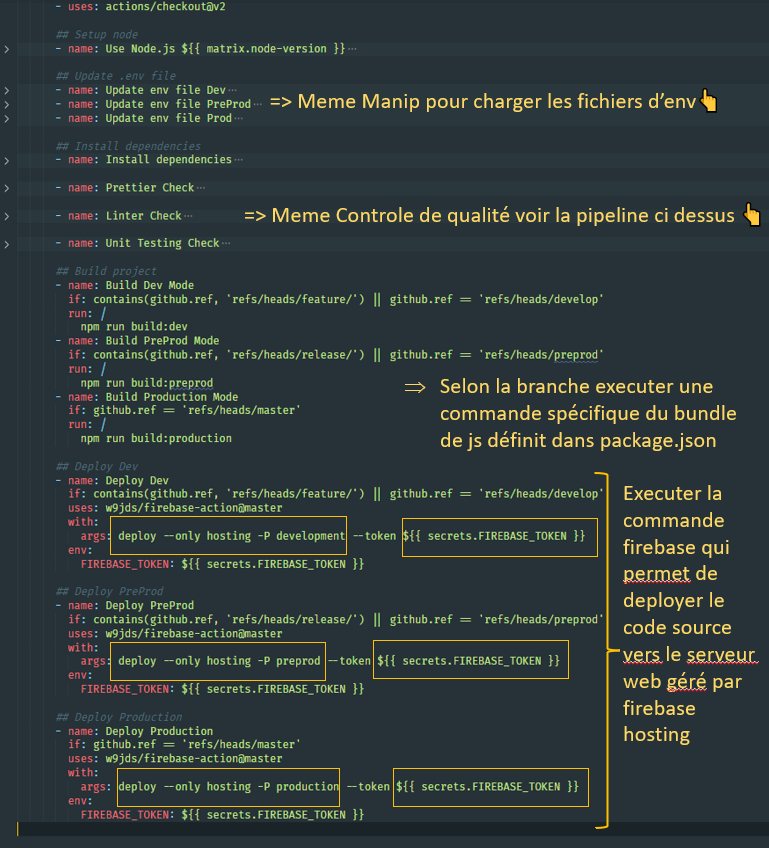 - uses: actions/checkout@v2
## Setup node
- name: Use Node.js ${{ matrix.node-version }}...
## Update .env file
- name: Update env file Dev...
- name: Update env file PreProd... => Meme Manip pour charger les fichiers d’env 👆
- name: Update env file Prod...
## Install dependencies
- name: Install dependencies...
- name: Prettier Check...
- name: Linter Check... => Meme Controle de qualité voir la pipeline ci dessus 👆
- name: Unit Testing Check...
## Build project
- name: Build Dev Mode
if: contains(github.ref, 'refs/heads/feature/') || github.ref == 'refs/heads/develop'
run: |
npm run build:dev
- name: Build PreProd Mode
if: contains(github.ref, 'refs/heads/release/') || github.ref == 'refs/heads/preprod'
run: |
npm run build:preprod
- name: Build Production Mode
if: github.ref == 'refs/heads/master'
run: |
npm run build:production
⇒ Selon la branche executer une
commande spécifique du bundle
de js définit dans package.json
## Deploy Dev
- name: Deploy Dev
if: contains(github.ref, 'refs/heads/feature/') || github.ref == 'refs/heads/develop'
uses: w9jds/firebase-action@master
with:
args: deploy --only hosting -P development --token ${{ secrets.FIREBASE_TOKEN }}
env:
FIREBASE_TOKEN: ${{ secrets.FIREBASE_TOKEN }}
## Deploy PreProd
- name: Deploy PreProd
if: contains(github.ref, 'refs/heads/release/') || github.ref == 'refs/heads/preprod'
uses: w9jds/firebase-action@master
with:
args: deploy --only hosting -P preprod --token ${{ secrets.FIREBASE_TOKEN }}
env:
FIREBASE_TOKEN: ${{ secrets.FIREBASE_TOKEN }}
## Deploy Production
- name: Deploy Production
if: github.ref == 'refs/heads/master'
uses: w9jds/firebase-action@master
with:
args: deploy --only hosting -P production --token ${{ secrets.FIREBASE_TOKEN }}
env:
FIREBASE_TOKEN: ${{ secrets.FIREBASE_TOKEN }}
Executer la
commande
firebase qui
permet de
deployer le
code source
vers le serveur
web géré par
firebase
hosting